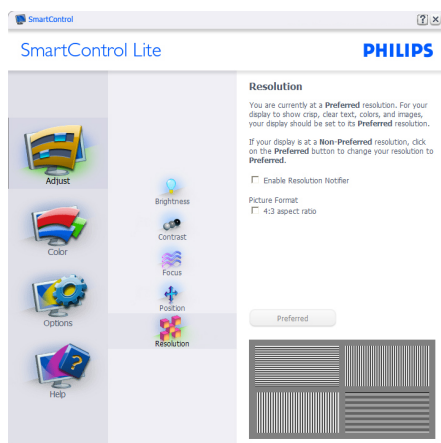 SmartControl
SmartControl Lite
PHILIPS
Adjust
Color
Options
Help
Brightness
Contrast
Focus
Position
Resolution
Resolution
You are currently at a Preferred resolution. For your
display to show crisp, clear text, colors, and images,
your display should be set to its Preferred resolution.
If your display is at a Non-Preferred resolution, click
on the Preferred button to change your resolution to
Preferred.
Enable Resolution Notifier
Picture Format
4:3 aspect ratio
Preferred